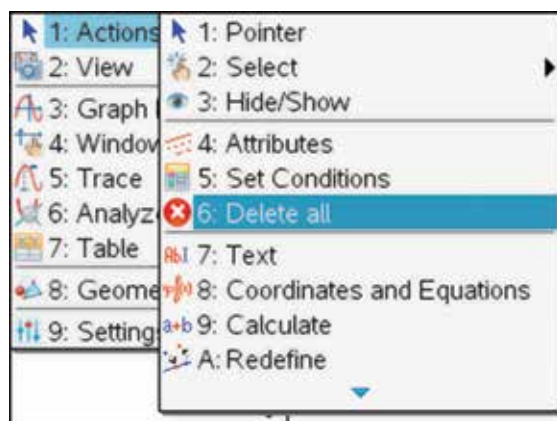 1: Actions
2: View
3: Graph
4: Window
5: Trace
6: Analyz
7: Table
8: Geome
9: Setting
1: Pointer
2: Select
3: Hide/Show
4: Attributes
5: Set Conditions
6: Delete all
7: Text
8: Coordinates and Equations
9: Calculate
A: Redefine